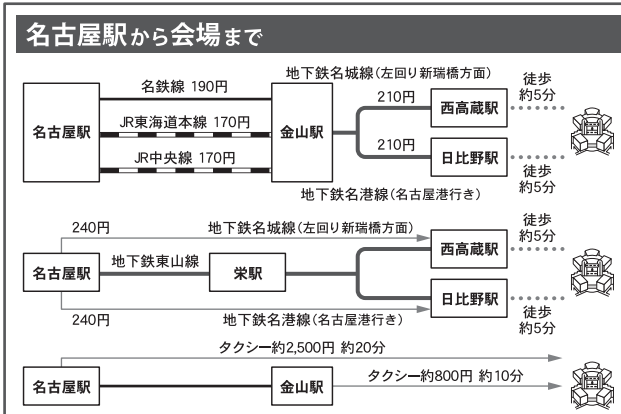 名古屋駅から会場まで
地下鉄名城線(左回り新瑞橋方面)
名古屋駅
名鉄線 190円
JR東海道本線 170円
JR中央線 170円
金山駅
210円
西高蔵駅
徒歩
約5分
210円
日比野駅
徒歩
約5分
地下鉄名港線(名古屋港行き)
240円
地下鉄名城線(左回り新瑞橋方面)
名古屋駅
地下鉄東山線
栄駅
西高蔵駅
徒歩
約5分
日比野駅
徒歩
約5分
240円
地下鉄名港線(名古屋港行き)
タクシー約2,500円 約20分
名古屋駅
金山駅
タクシー約800円 約10分